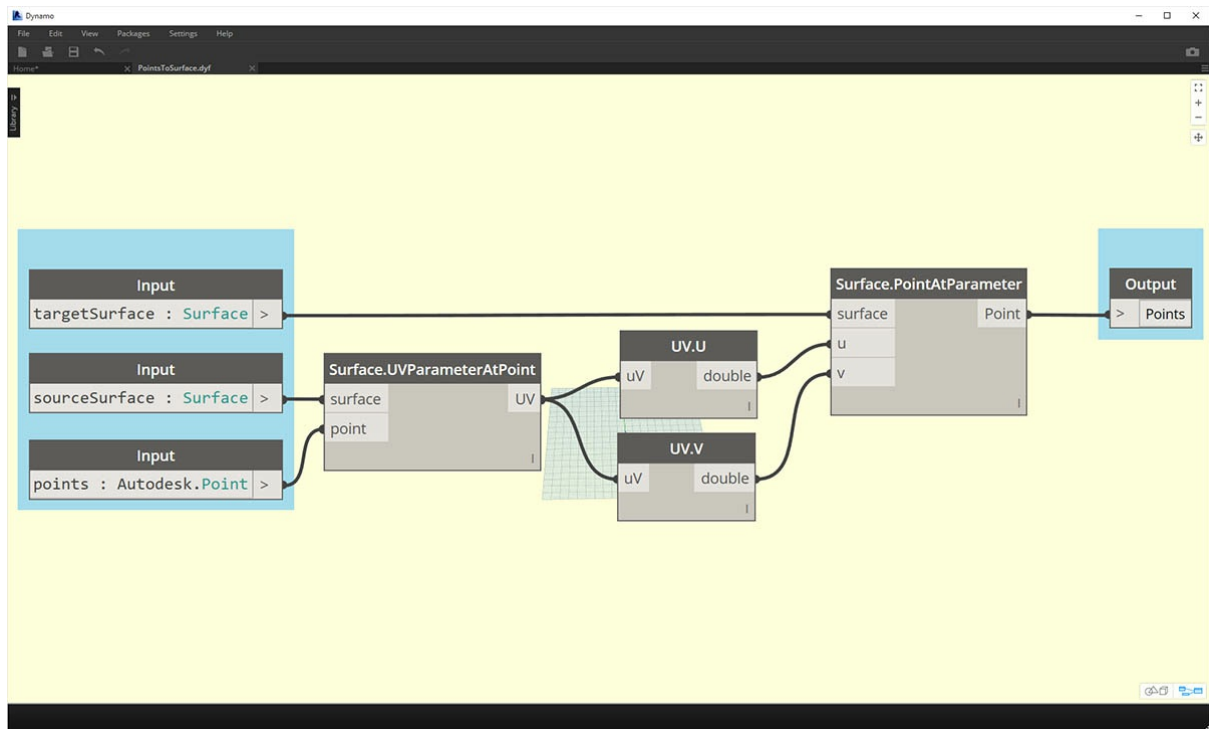 Dynamo
File Edit View Packages Settings Help
Home* PointsToSurface.dyf
Library
Input
targetSurface : Surface >
Input
sourceSurface : Surface >
Input
points : Autodesk.Point >
Surface.UVParameterAtPoint
surface UV
point
UV.U
uV double
UV.V
uV double
Surface.PointAtParameter
surface Point
u
v
Output
> Points